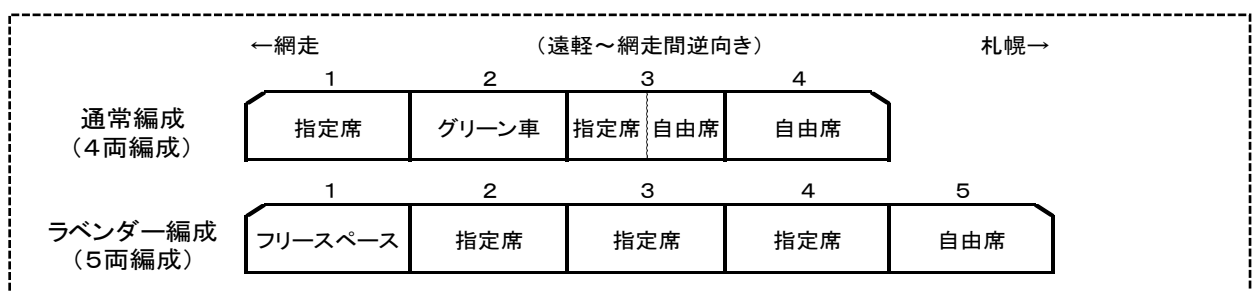 ←網走 (遠軽～網走間逆向き) 札幌→
1 2 3 4
通常編成
(4両編成)
指定席 グリーン車 指定席 自由席 自由席
1 2 3 4 5
ラベンダー編成
(5両編成)
フリースペース 指定席 指定席 指定席 自由席